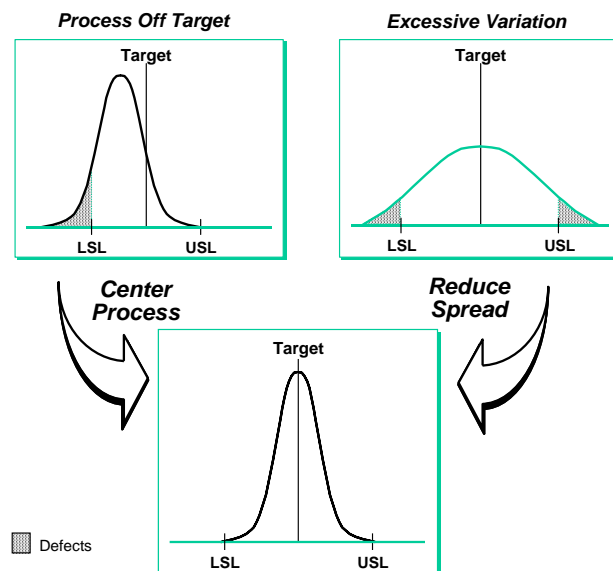 Process Off Target
Target
LSL
USL
Excessive Variation
Target
LSL
USL
Center
Process
Reduce
Spread
Target
LSL
USL
Defects